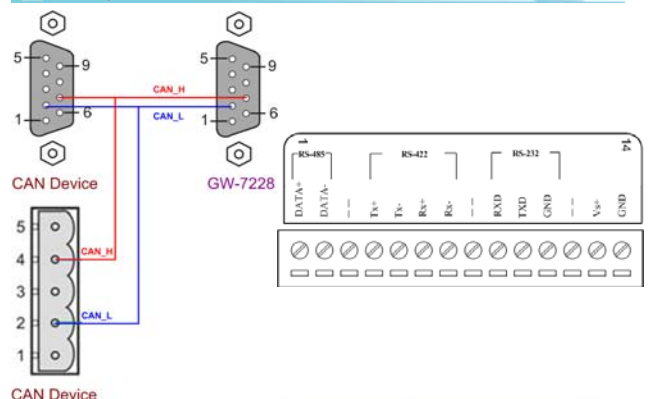 5
9
1
6
CAN Device
5
9
1
6
GW-7228
CAN_H
CAN_L
5
4
3
2
1
CAN_H
CAN_L
CAN Device
1
14
RS-485
RS-422
RS-232
DATA+
DATA-
Tx+
Tx-
Rx+
Rx-
RXD
TXD
GND
Vs+
GND